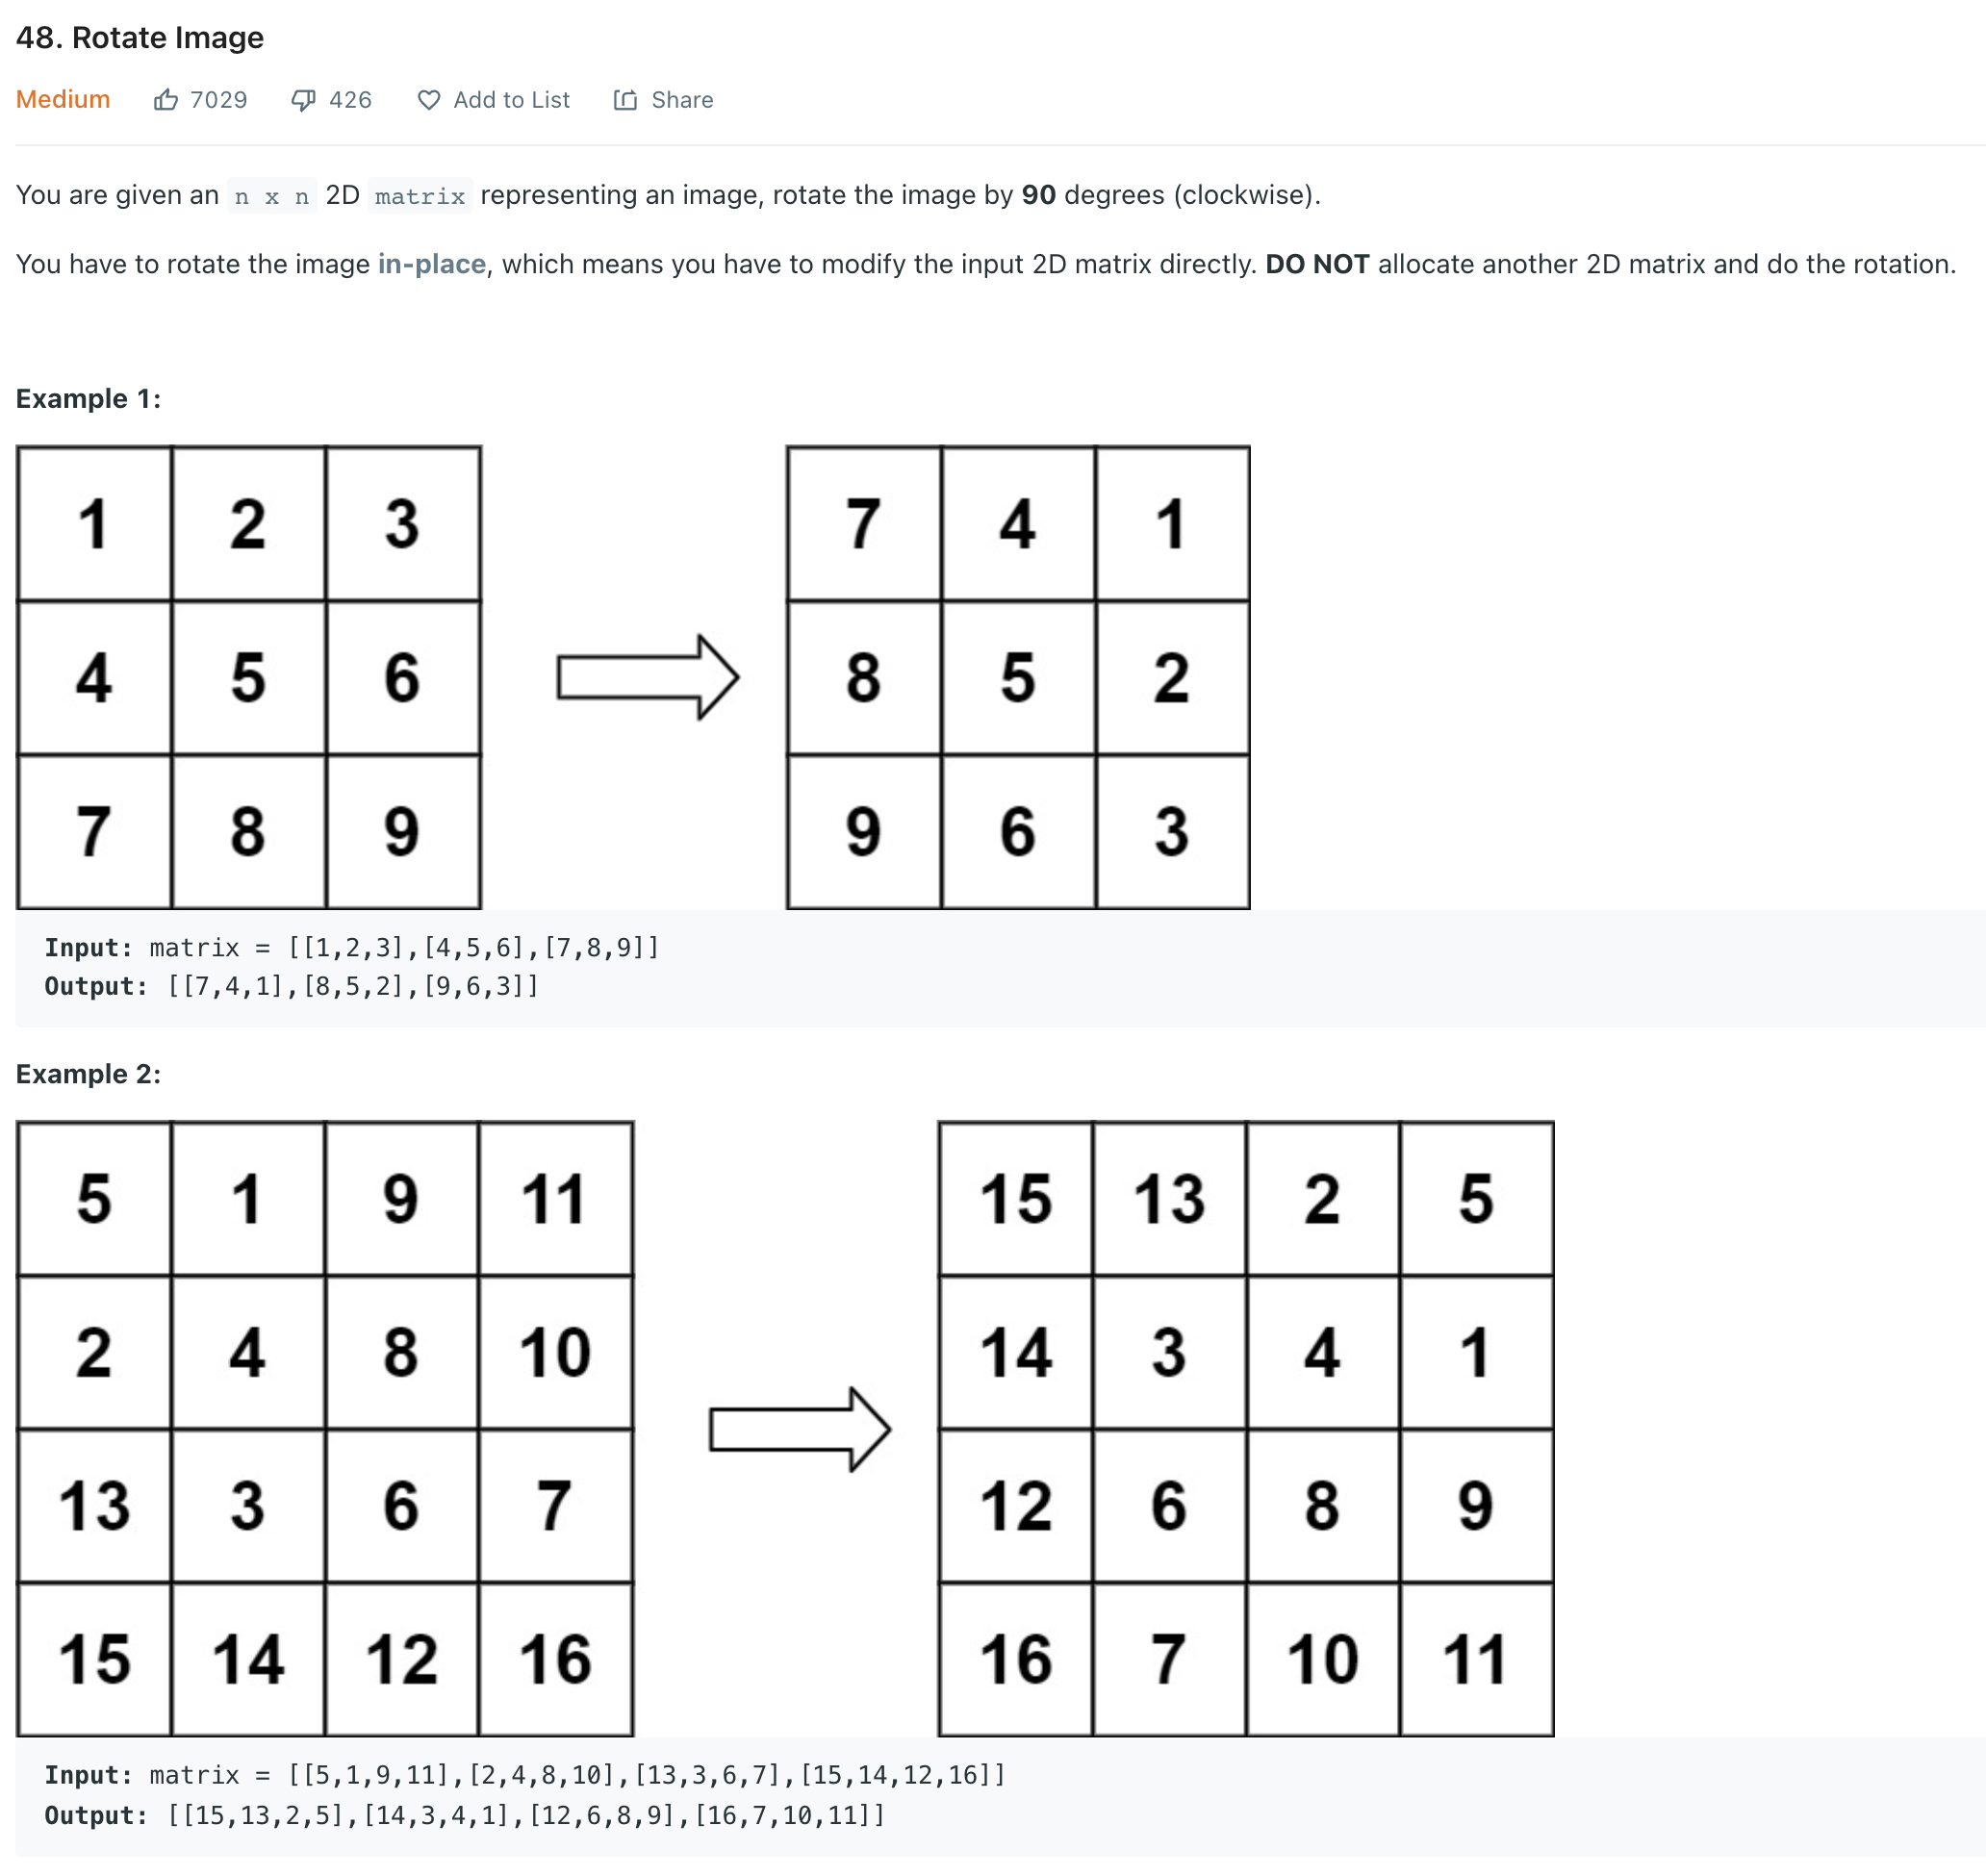 48. Rotate Image
Medium 7029 426 Add to List Share
You are given an n x n 2D matrix representing an image, rotate the image by 90 degrees (clockwise).
You have to rotate the image in-place, which means you have to modify the input 2D matrix directly. DO NOT allocate another 2D matrix and do the rotation.
Example 1:
1 2 3 7 4 1
4 5 6 8 5 2
7 8 9 9 6 3
Input: matrix = [[1,2,3],[4,5,6],[7,8,9]]
Output: [[7,4,1],[8,5,2],[9,6,3]]
Example 2:
5 1 9 11 15 13 2 5
2 4 8 10 14 3 4 1
13 3 6 7 12 6 8 9
15 14 12 16 16 7 10 11
Input: matrix = [[5,1,9,11],[2,4,8,10],[13,3,6,7],[15,14,12,16]]
Output: [[15,13,2,5],[14,3,4,1],[12,6,8,9],[16,7,10,11]]